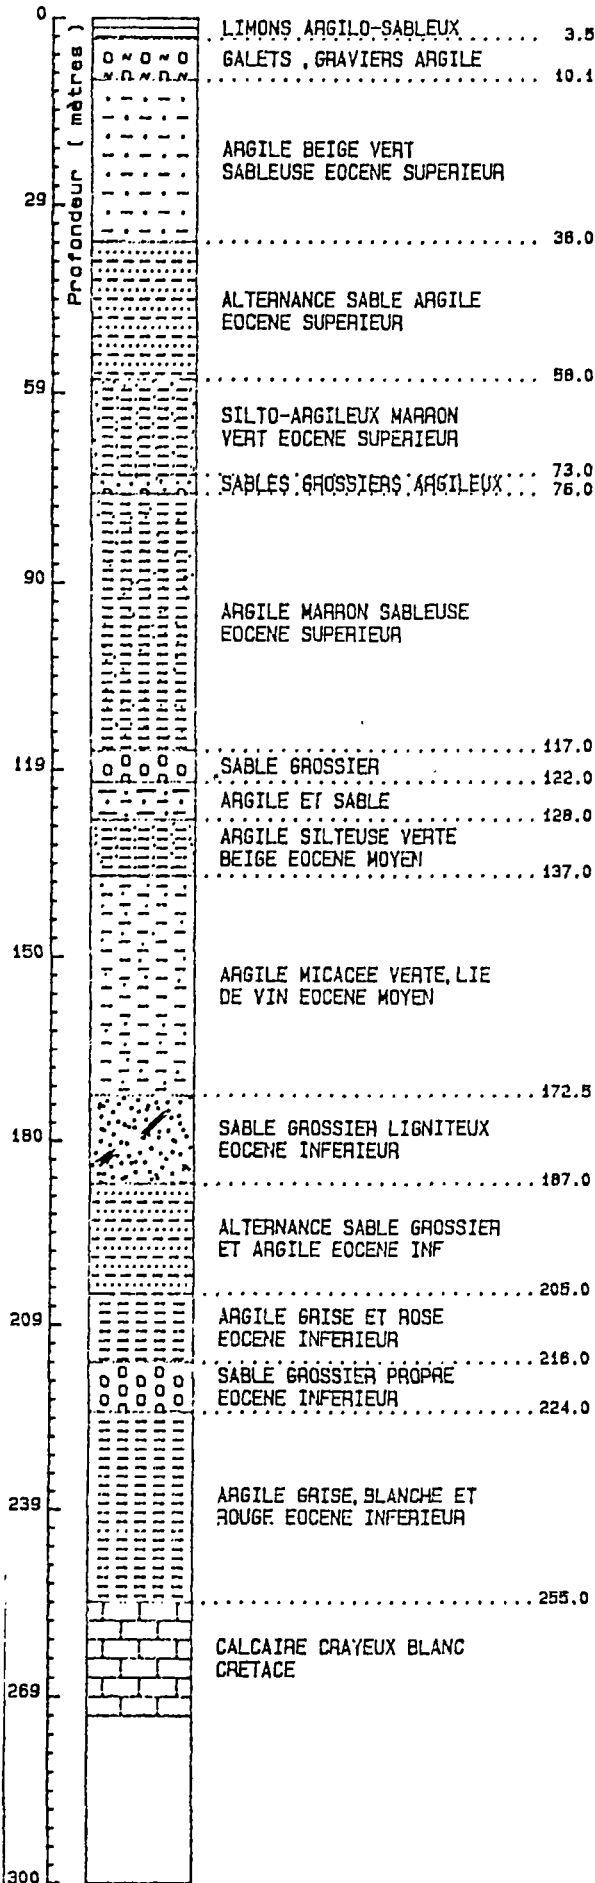 0
Profondeur ( mètres )
LIMONS ARGILO-SABLEUX
3.5
GALETS , GRAVIERS ARGILE
10.1
ARGILE BEIGE VERT
SABLEUSE EOCENE SUPERIEUR
29
36.0
ALTERNANCE SABLE ARGILE
EOCENE SUPERIEUR
58.0
59
SILTO-ARGILEUX MARRON
VERT EOCENE SUPERIEUR
73.0
SABLES GROSSIERS ARGILEUX
76.0
90
ARGILE MARRON SABLEUSE
EOCENE SUPERIEUR
117.0
119
SABLE GROSSIER
122.0
ARGILE ET SABLE
128.0
ARGILE SILTEUSE VERTE
BEIGE EOCENE MOYEN
137.0
150
ARGILE MICACEE VERTE, LIE
DE VIN EOCENE MOYEN
172.5
180
SABLE GROSSIER LIGNITEUX
EOCENE INFERIEUR
187.0
ALTERNANCE SABLE GROSSIER
ET ARGILE EOCENE INF
205.0
209
ARGILE GRISE ET ROSE
EOCENE INFERIEUR
216.0
SABLE GROSSIER PROPRE
EOCENE INFERIEUR
224.0
239
ARGILE GRISE, BLANCHE ET
ROUGE EOCENE INFERIEUR
255.0
CALCAIRE CRAYEUX BLANC
CRETACE
269
300